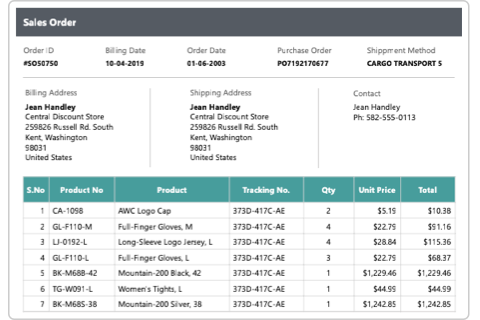 Sales Order
Order ID Billing Date Order Date Purchase Order Shippment Method
#SO50750 10-04-2019 01-06-2003 PO7192170677 CARGO TRANSPORT 5
Billing Address Shipping Address Contact
Jean Handley Jean Handley Jean Handley
Central Discount Store Central Discount Store Ph: 582-555-0113
259826 Russell Rd. South 259826 Russell Rd. South
Kent, Washington Kent, Washington
98031 98031
United States United States
S.No Product No Product Tracking No. Qty Unit Price Total
1 CA-1098 AWC Logo Cap 373D-417C-AE 2 $5.19 $10.38
2 GL-F110-M Full-Finger Gloves, M 373D-417C-AE 4 $22.79 $91.16
3 LJ-0192-L Long-Sleeve Logo Jersey, L 373D-417C-AE 4 $28.84 $115.36
4 GL-F110-L Full-Finger Gloves, L 373D-417C-AE 3 $22.79 $68.37
5 BK-M68B-42 Mountain-200 Black, 42 373D-417C-AE 1 $1,229.46 $1,229.46
6 TG-W091-L Women's Tights, L 373D-417C-AE 1 $44.99 $44.99
7 BK-M68S-38 Mountain-200 Silver, 38 373D-417C-AE 1 $1,242.85 $1,242.85